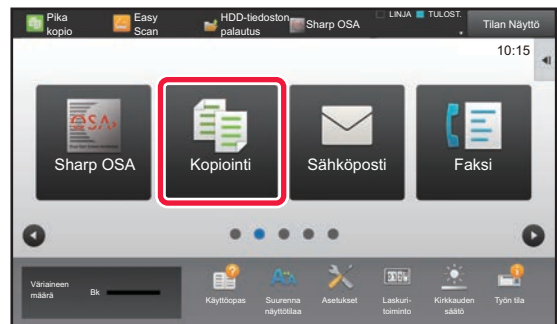 Pika kopio
Easy Scan
HDD-tiedoston palautus
Sharp OSA
LINJA
TULOST.
Tilan Näyttö
10:15
OSA
Sharp OSA
Kopiointi
Sähköposti
Faksi
Väriaineen määrä
Bk
Käyttöopas
Suurenna näyttötilaa
Asetukset
Laskuri-toiminto
Kirkkauden säätö
Työn tila